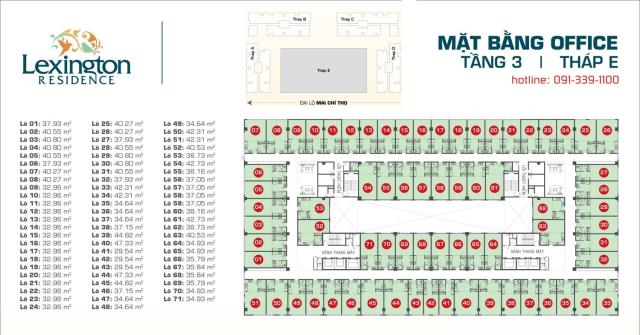 Lexington
RESIDENCE
Tháp B
Tháp C
Tháp A
Tháp D
Tháp E
ĐẠI LỘ MAI CHÍ THỌ
MẶT BẰNG OFFICE
TẦNG 3 | THÁP E
hotline: 091-339-1100
Lô 01: 37.93 m²
Lô 02: 40.55 m²
Lô 03: 40.80 m²
Lô 04: 40.80 m²
Lô 05: 40.55 m²
Lô 06: 37.93 m²
Lô 07: 40.27 m²
Lô 08: 40.27 m²
Lô 09: 32.96 m²
Lô 10: 32.96 m²
Lô 11: 32.96 m²
Lô 12: 32.96 m²
Lô 13: 32.96 m²
Lô 14: 32.96 m²
Lô 15: 32.96 m²
Lô 16: 32.96 m²
Lô 17: 32.96 m²
Lô 18: 32.96 m²
Lô 19: 32.96 m²
Lô 20: 32.96 m²
Lô 21: 32.96 m²
Lô 22: 32.96 m²
Lô 23: 32.96 m²
Lô 24: 32.96 m²
Lô 25: 40.27 m²
Lô 26: 40.27 m²
Lô 27: 37.93 m²
Lô 28: 40.55 m²
Lô 29: 40.80 m²
Lô 30: 40.80 m²
Lô 31: 40.55 m²
Lô 32: 37.93 m²
Lô 33: 42.31 m²
Lô 34: 42.31 m²
Lô 35: 34.64 m²
Lô 36: 34.64 m²
Lô 37: 34.64 m²
Lô 38: 37.15 m²
Lô 39: 44.62 m²
Lô 40: 47.33 m²
Lô 41: 29.54 m²
Lô 42: 29.54 m²
Lô 43: 29.54 m²
Lô 44: 47.33 m²
Lô 45: 44.82 m²
Lô 46: 37.15 m²
Lô 47: 34.64 m²
Lô 48: 34.64 m²
Lô 49: 34.64 m²
Lô 50: 42.31 m²
Lô 51: 42.31 m²
Lô 52: 40.53 m²
Lô 53: 38.73 m²
Lô 54: 42.73 m²
Lô 55: 38.16 m²
Lô 56: 37.05 m²
Lô 57: 37.05 m²
Lô 58: 37.05 m²
Lô 59: 37.05 m²
Lô 60: 38.16 m²
Lô 61: 42.73 m²
Lô 62: 38.73 m²
Lô 63: 40.53 m²
Lô 64: 34.93 m²
Lô 65: 34.93 m²
Lô 66: 35.79 m²
Lô 67: 35.84 m²
Lô 68: 35.64 m²
Lô 69: 35.84 m²
Lô 70: 34.93 m²
Lô 71: 34.93 m²
07 08 09 10 11 12 13 14 15 16 17 18 19 20 21 22 23 24 25 26
06 27
05 28
04 29
03 30
02 31
01 32
54 55 56 57 58 59 60 61
53 62
52 63
71 70 69 68 67 66 65 64
SẢNH THANG MÁY
SẢNH THANG MÁY
51 50 49 48 47 46 45 44 43 42 41 40 39 38 37 36 35 34 33